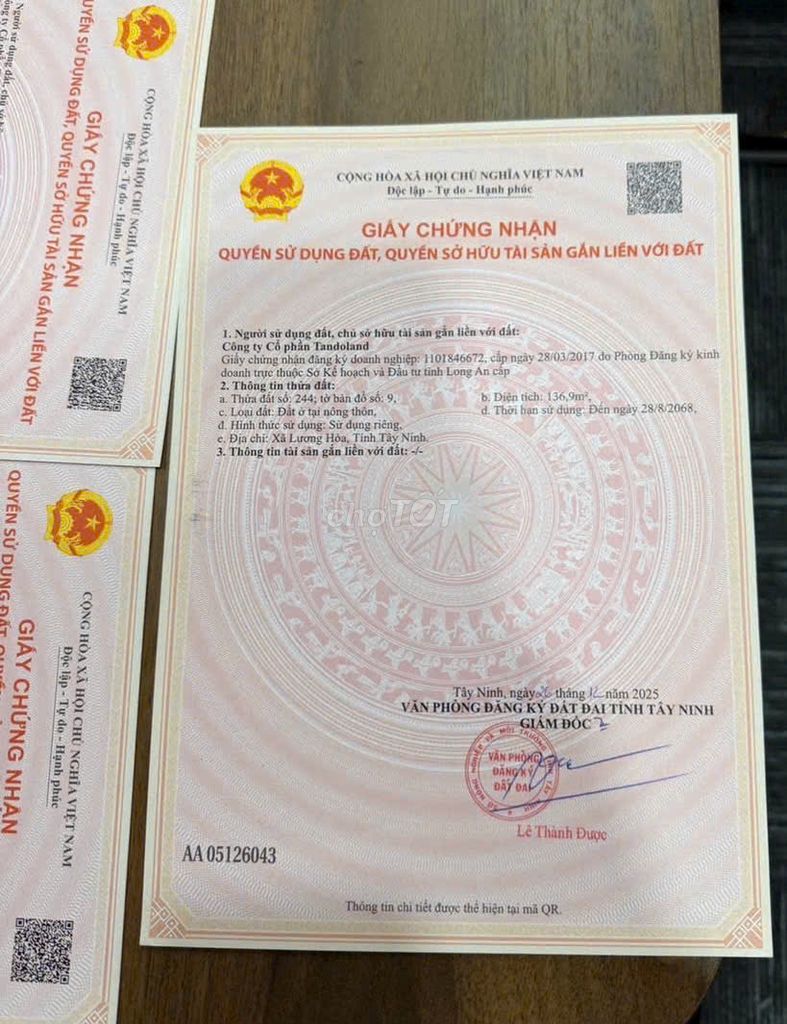 CỘNG HÒA XÃ HỘI CHỦ NGHĨA VIỆT NAM
Độc lập - Tự do - Hạnh phúc
GIẤY CHỨNG NHẬN
QUYỀN SỬ DỤNG ĐẤT, QUYỀN SỞ HỮU TÀI SẢN GẮN LIỀN VỚI ĐẤT
1. Người sử dụng đất, chủ sở hữu tài sản gắn liền với đất:
Công ty Cổ phần Tandoland
Giấy chứng nhận đăng ký doanh nghiệp: 1101846672, cấp ngày 28/03/2017 do Phòng Đăng ký kinh
doanh trực thuộc Sở Kế hoạch và Đầu tư tỉnh Long An cấp
2. Thông tin thửa đất:
a. Thửa đất số: 244; tờ bản đồ số: 9, b. Diện tích: 136,9m²,
c. Loại đất: Đất ở tại nông thôn, d. Thời hạn sử dụng: Đến ngày 28/8/2068,
đ. Hình thức sử dụng: Sử dụng riêng,
e. Địa chỉ: Xã Lương Hòa, Tỉnh Tây Ninh.
3. Thông tin tài sản gắn liền với đất: -/-
chợTỐT
Tây Ninh, ngày tháng 12 năm 2025
VĂN PHÒNG ĐĂNG KÝ ĐẤT ĐAI TỈNH TÂY NINH
GIÁM ĐỐC
VĂN PHÒNG
ĐĂNG KÝ
ĐẤT ĐAI
Lê Thành Được
AA 05126043
Thông tin chi tiết được thể hiện tại mã QR.
CỘNG HÒA XÃ HỘI CHỦ NGHĨA VIỆT NAM
Độc lập - Tự do - Hạnh phúc
GIẤY CHỨNG NHẬN
QUYỀN SỬ DỤNG ĐẤT, QUYỀN SỞ HỮU TÀI SẢN GẮN LIỀN VỚI ĐẤT
Người sử dụng đất, chủ sở
CỘNG HÒA XÃ HỘI CHỦ NGHĨA VIỆT NAM
Độc lập - Tự do - Hạnh phúc
GIẤY CHỨNG NHẬN
QUYỀN SỬ DỤNG ĐẤT, QUYỀN